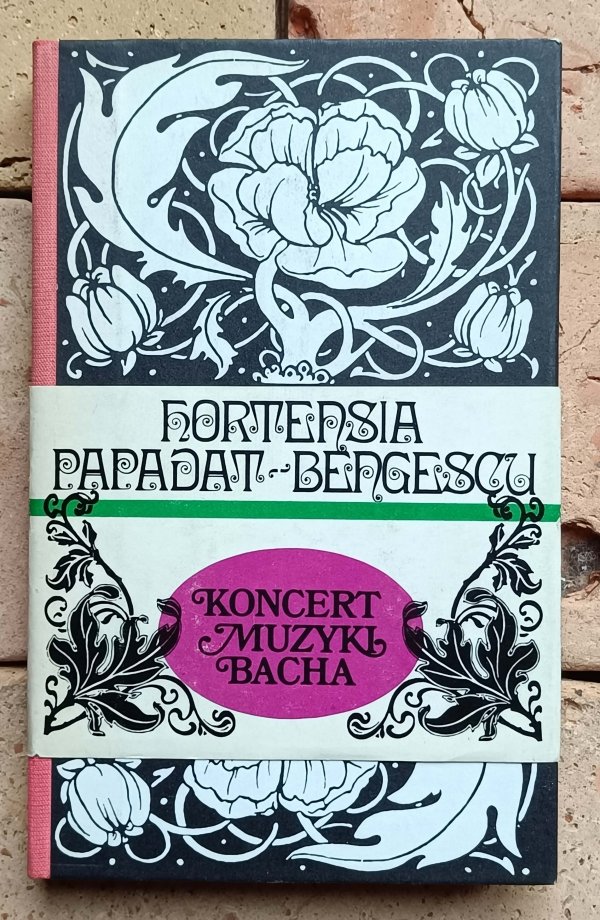 HORTENSIA
PAPADAT-BENGESCU
KONCERT
MUZYKI
BACHA